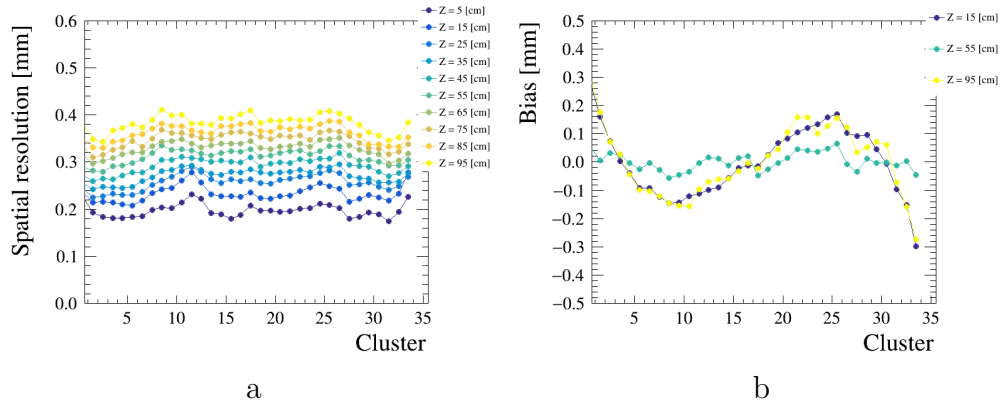 Spatial resolution [mm]
0.6
0.5
0.4
0.3
0.2
0.1
0.0
5
10
15
20
25
30
35
Cluster
Z = 5 [cm]
Z = 15 [cm]
Z = 25 [cm]
Z = 35 [cm]
Z = 45 [cm]
Z = 55 [cm]
Z = 65 [cm]
Z = 75 [cm]
Z = 85 [cm]
Z = 95 [cm]
a
Bias [mm]
0.5
0.4
0.3
0.2
0.1
0.0
−0.1
−0.2
−0.3
−0.4
−0.5
5
10
15
20
25
30
35
Cluster
Z = 15 [cm]
Z = 55 [cm]
Z = 95 [cm]
b